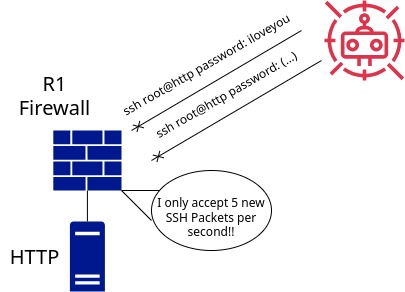 ssh root@http password: iloveyou
ssh root@http password: (...)
R1
Firewall
I only accept 5 new
SSH Packets per
second!!
HTTP